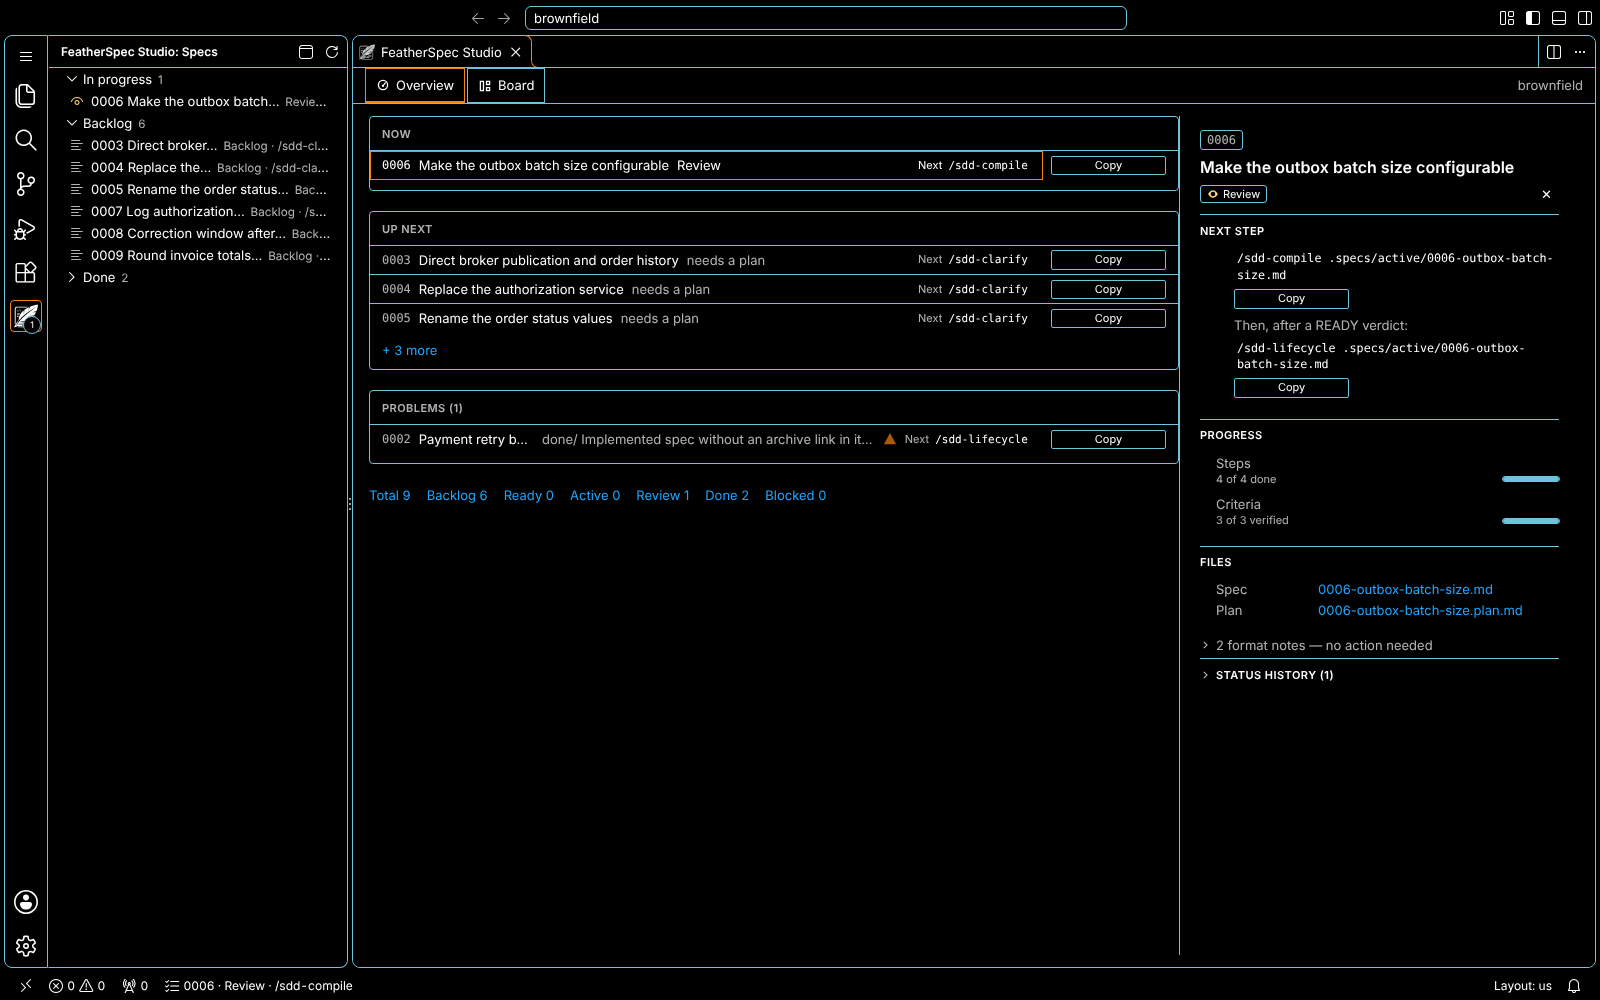 brownfield
FeatherSpec Studio: Specs
In progress 1
0006 Make the outbox batch... Revie...
Backlog 6
0003 Direct broker... Backlog · /sdd-cl...
0004 Replace the... Backlog · /sdd-cla...
0005 Rename the order status... Bac...
0007 Log authorization... Backlog · /s...
0008 Correction window after... Back...
0009 Round invoice totals... Backlog ·...
Done 2
1
FeatherSpec Studio
Overview
Board
brownfield
NOW
0006 Make the outbox batch size configurable Review Next /sdd-compile Copy
UP NEXT
0003 Direct broker publication and order history needs a plan Next /sdd-clarify Copy
0004 Replace the authorization service needs a plan Next /sdd-clarify Copy
0005 Rename the order status values needs a plan Next /sdd-clarify Copy
+ 3 more
PROBLEMS (1)
0002 Payment retry b... done/ Implemented spec without an archive link in it... Next /sdd-lifecycle Copy
Total 9 Backlog 6 Ready 0 Active 0 Review 1 Done 2 Blocked 0
0006
Make the outbox batch size configurable
Review
NEXT STEP
/sdd-compile .specs/active/0006-outbox-batch-
size.md
Copy
Then, after a READY verdict:
/sdd-lifecycle .specs/active/0006-outbox-
batch-size.md
Copy
PROGRESS
Steps
4 of 4 done
Criteria
3 of 3 verified
FILES
Spec 0006-outbox-batch-size.md
Plan 0006-outbox-batch-size.plan.md
2 format notes — no action needed
STATUS HISTORY (1)
0 0 0 0006 · Review · /sdd-compile
Layout: us